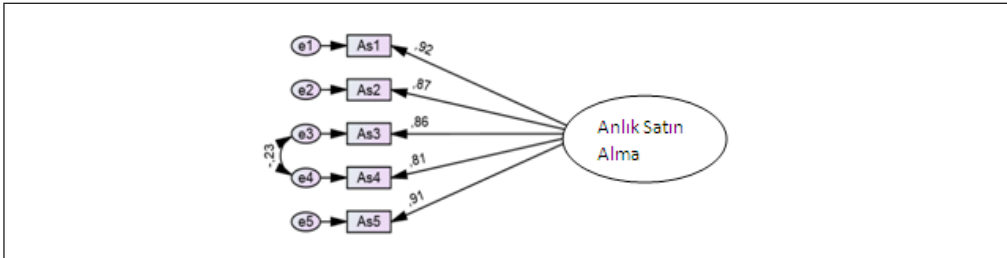 e1 As1 ,92
e2 As2 ,87
e3 As3 ,86
-,23
e4 As4 ,81
e5 As5 ,91
Anlık Satın
Alma